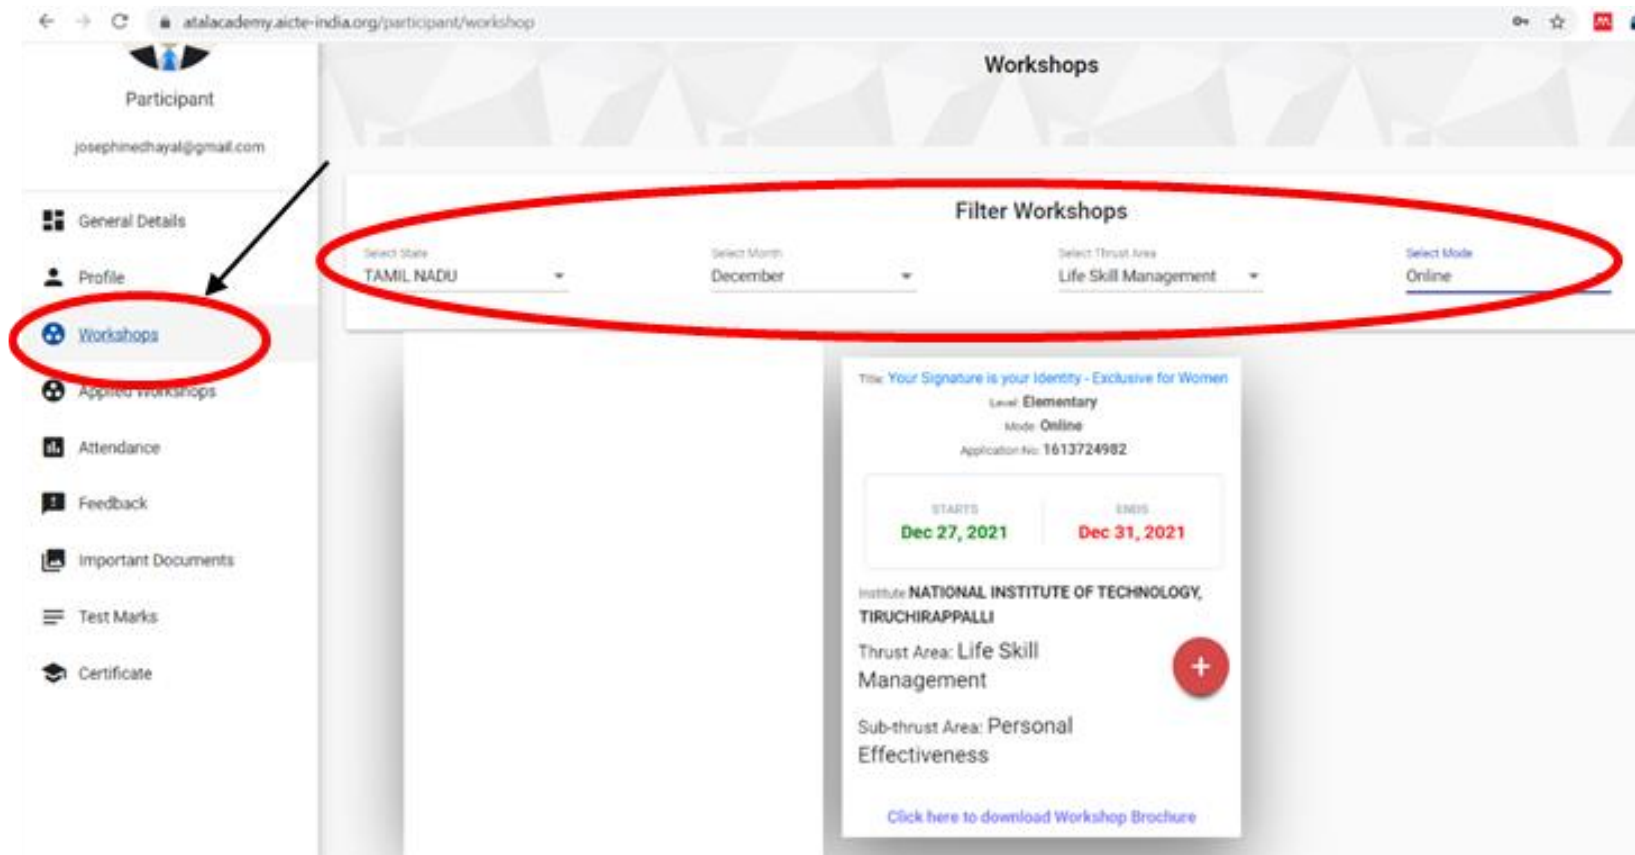 atalacademy.aicte-india.org/participant/workshop
Participant
josephinedhayal@gmail.com
General Details
Profile
Workshops
Applied Workshops
Attendance
Feedback
Important Documents
Test Marks
Certificate
Workshops
Filter Workshops
Select State
TAMIL NADU
Select Month
December
Select Thrust Area
Life Skill Management
Select Mode
Online
Title: Your Signature is your Identity - Exclusive for Women
Level: Elementary
Mode: Online
Application No: 1613724982
STARTS
Dec 27, 2021
ENDS
Dec 31, 2021
Institute: NATIONAL INSTITUTE OF TECHNOLOGY,
TIRUCHIRAPPALLI
Thrust Area: Life Skill
Management
+
Sub-thrust Area: Personal
Effectiveness
Click here to download Workshop Brochure